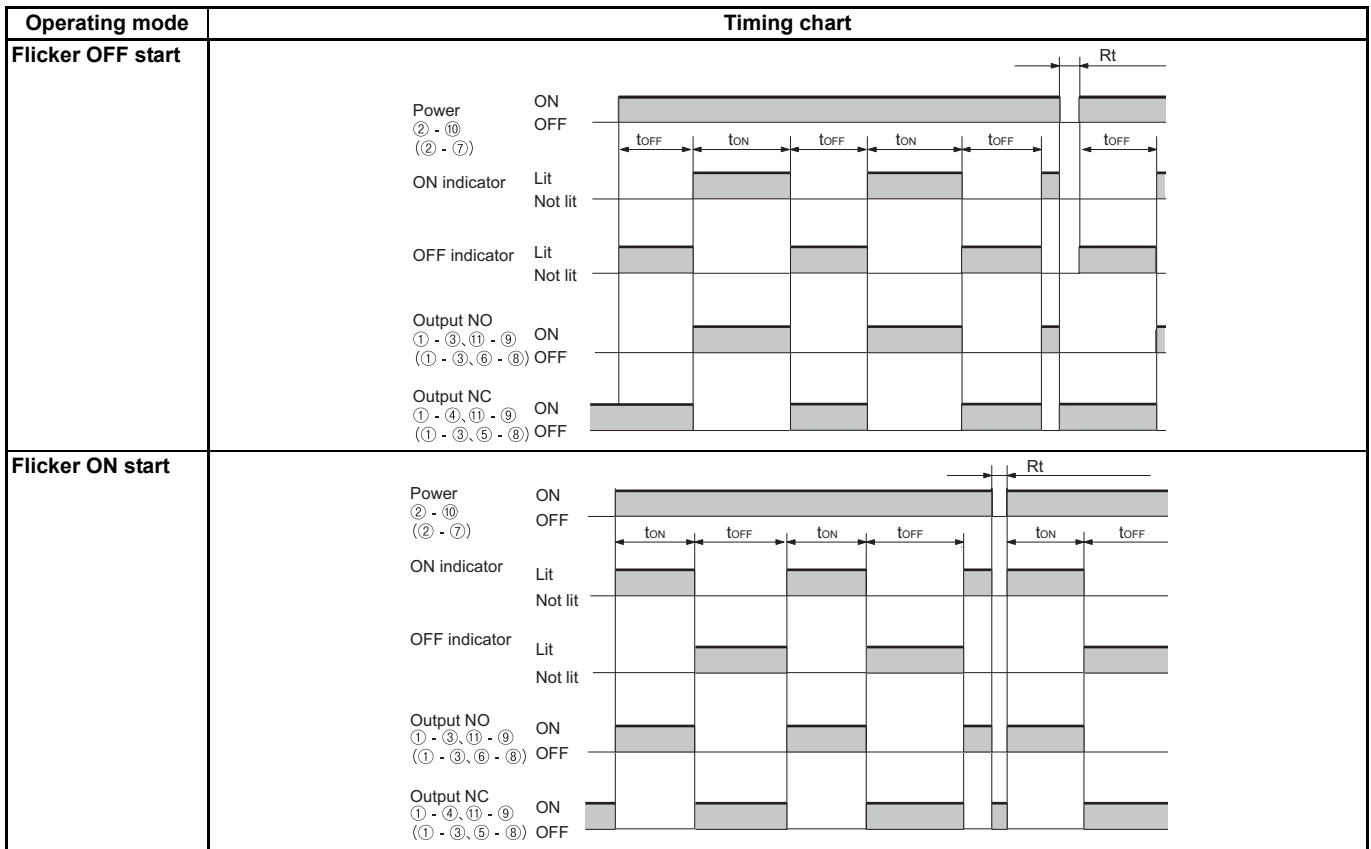 Operating mode Timing chart
Flicker OFF start
Rt
Power ON
② - ⑩ OFF
(② - ⑦)
tOFF tON tOFF tON tOFF tOFF
ON indicator Lit
Not lit
OFF indicator Lit
Not lit
Output NO
① - ③、⑪ - ⑨ ON
(① - ③、⑥ - ⑧) OFF
Output NC
① - ④、⑪ - ⑨ ON
(① - ③、⑤ - ⑧) OFF
Flicker ON start
Rt
Power ON
② - ⑩ OFF
(② - ⑦)
tON tOFF tON tOFF tON tOFF
ON indicator Lit
Not lit
OFF indicator Lit
Not lit
Output NO
① - ③、⑪ - ⑨ ON
(① - ③、⑥ - ⑧) OFF
Output NC
① - ④、⑪ - ⑨ ON
(① - ③、⑤ - ⑧) OFF